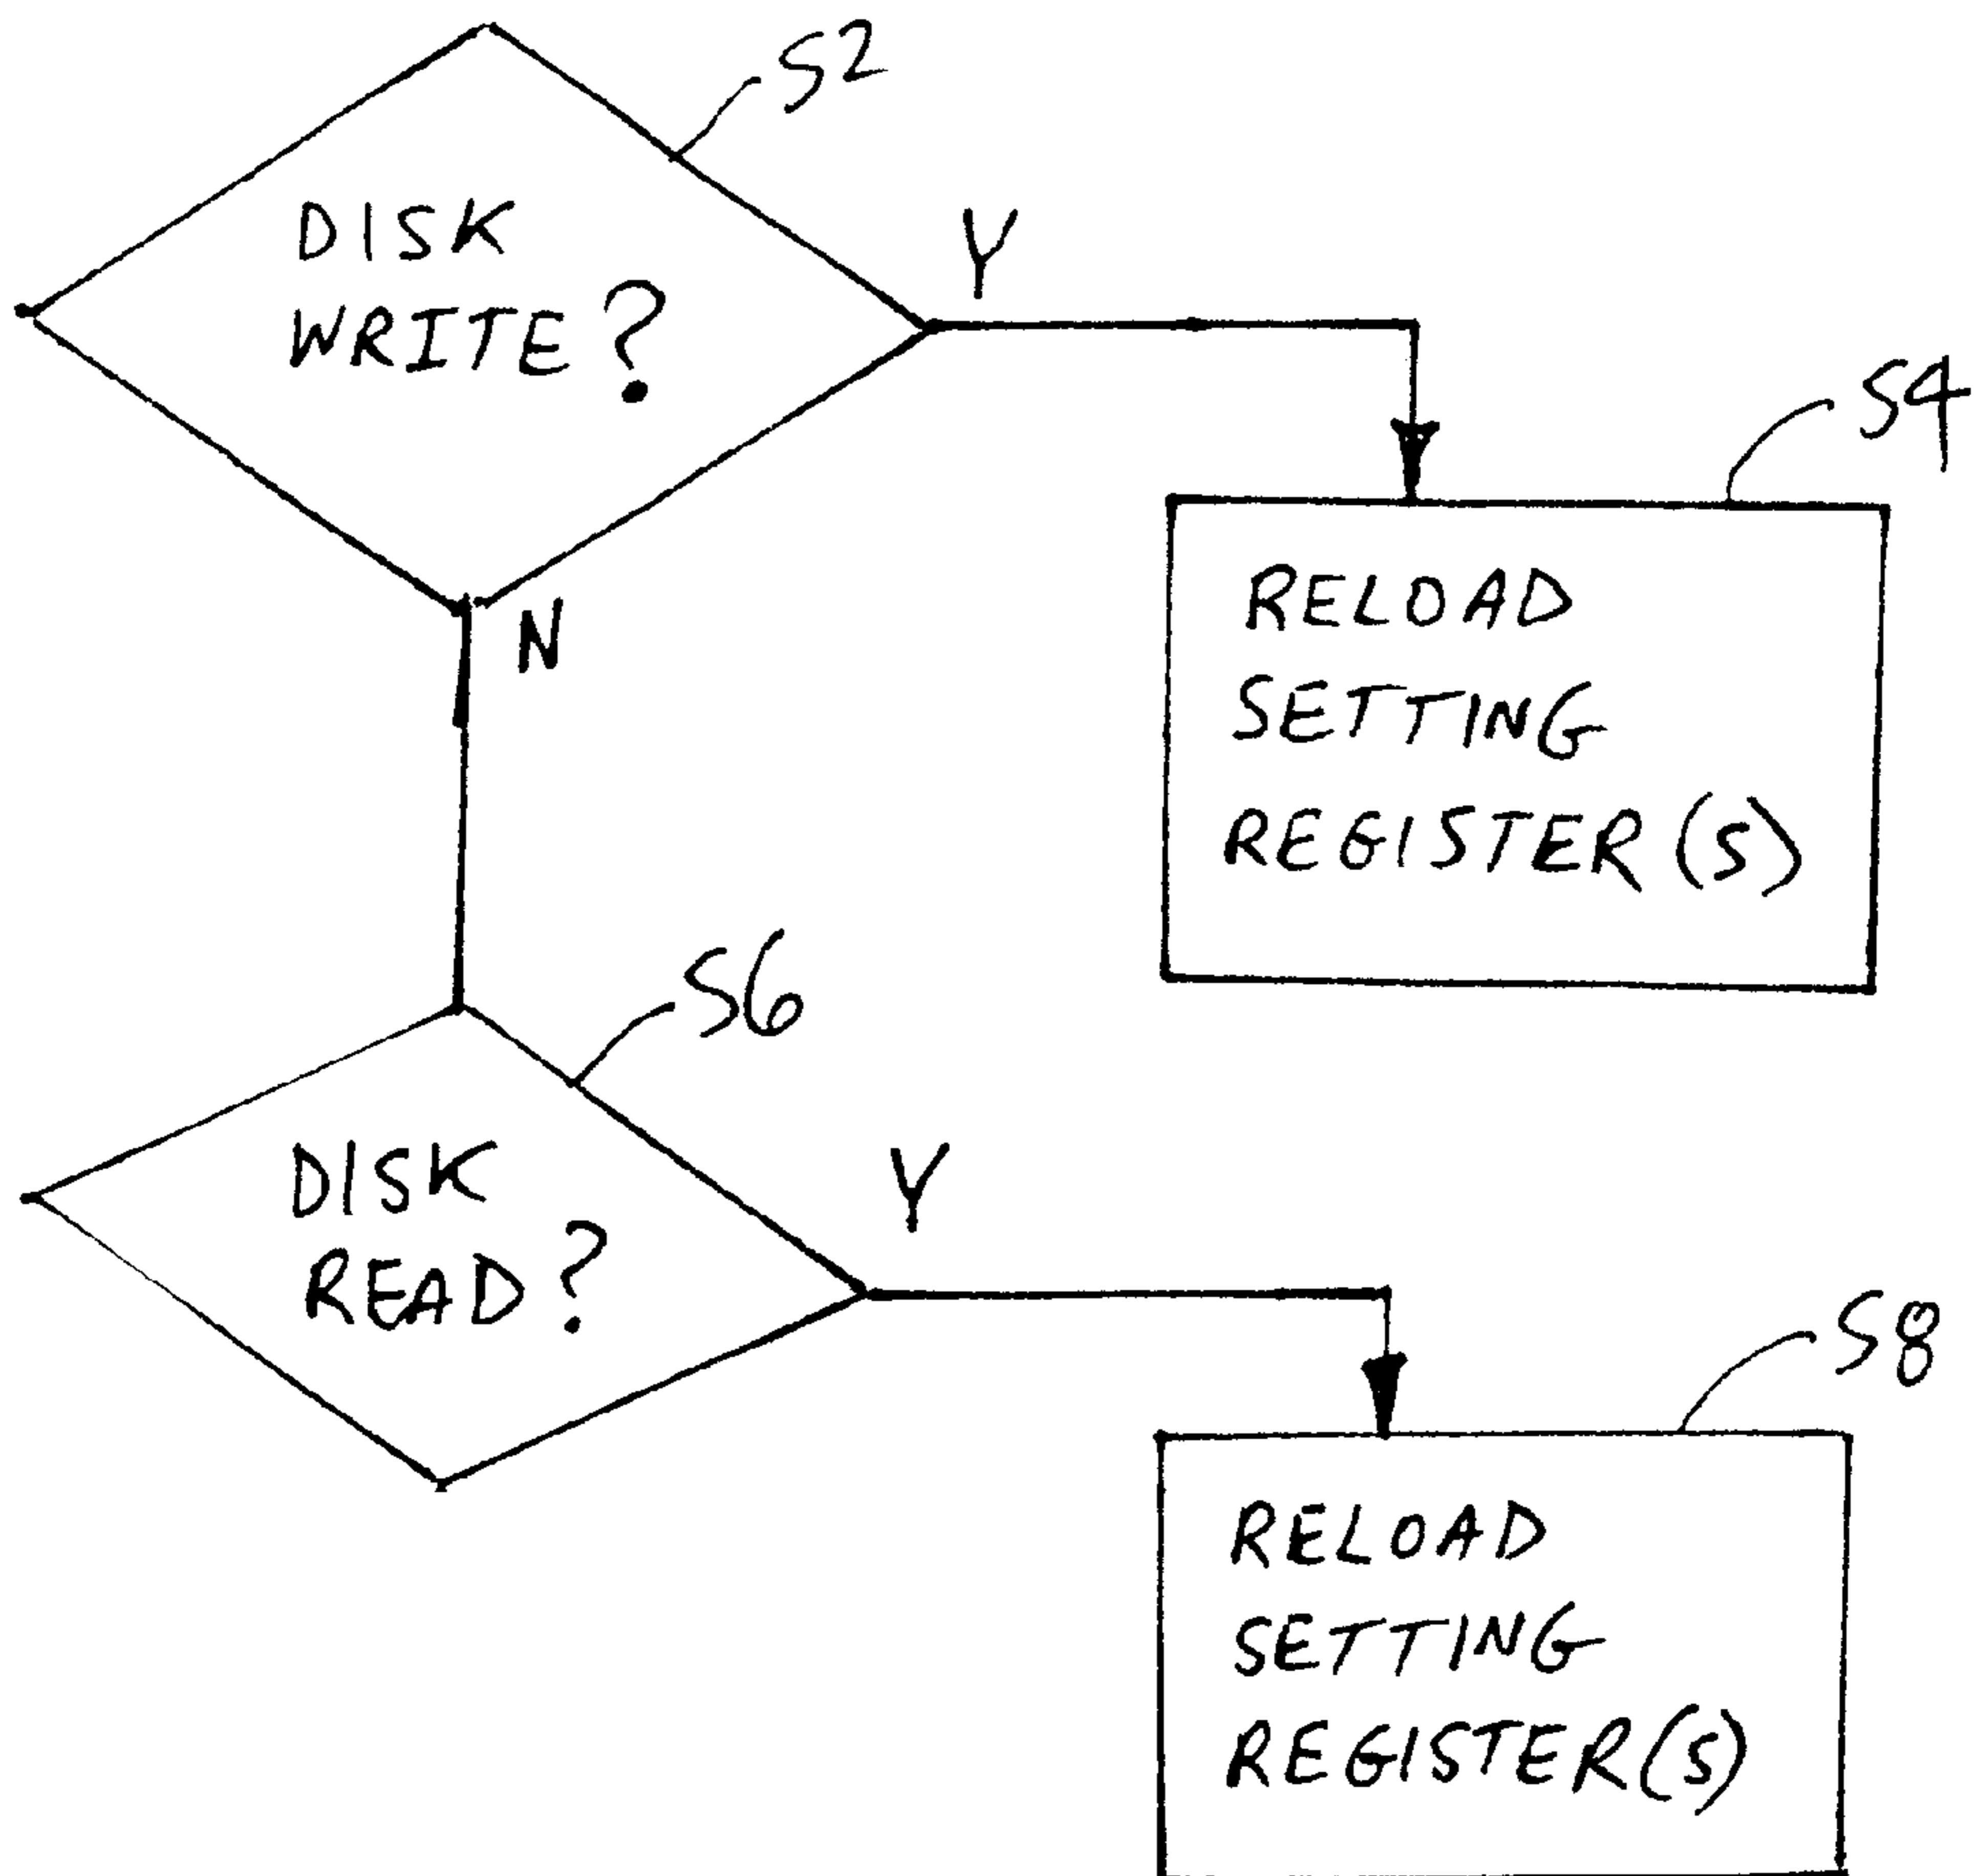 S2
DISK
WRITE?
Y
S4
RELOAD
SETTING
REGISTER(S)
N
S6
DISK
READ?
Y
S8
RELOAD
SETTING
REGISTER(S)